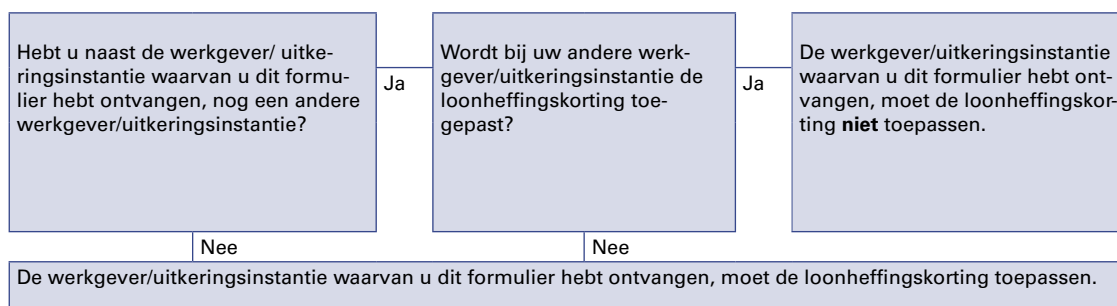 Hebt u naast de werkgever/ uitke-
ringsinstantie waarvan u dit formu-
lier hebt ontvangen, nog een andere
werkgever/uitkeringsinstantie?
Ja
Wordt bij uw andere werk-
gever/uitkeringsinstantie de
loonheffingskorting toe-
gepast?
Ja
De werkgever/uitkeringsinstantie
waarvan u dit formulier hebt ont-
vangen, moet de loonheffingskor-
ting niet toepassen.
Nee
Nee
De werkgever/uitkeringsinstantie waarvan u dit formulier hebt ontvangen, moet de loonheffingskorting toepassen.